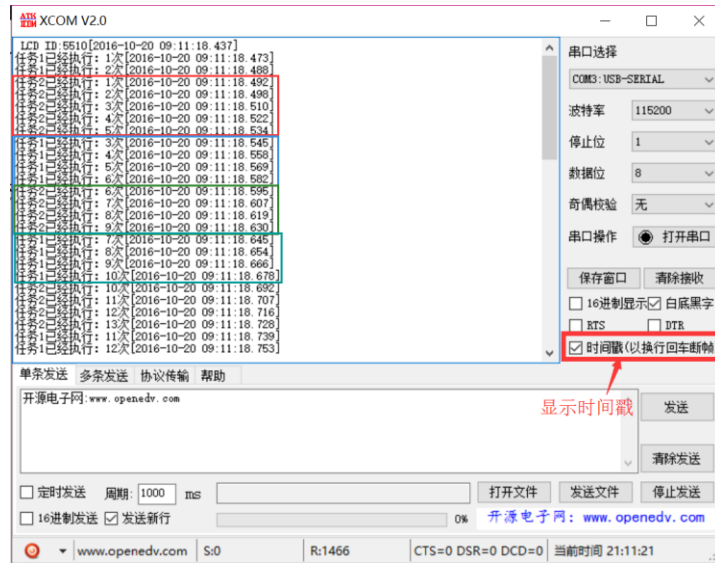 XCOM V2.0
LCD ID:5510[2016-10-20 09:11:18.437]
任务1已经执行: 1次[2016-10-20 09:11:18.473]
任务1已经执行: 2次[2016-10-20 09:11:18.488]
任务2已经执行: 1次[2016-10-20 09:11:18.492]
任务2已经执行: 2次[2016-10-20 09:11:18.498]
任务2已经执行: 3次[2016-10-20 09:11:18.510]
任务2已经执行: 4次[2016-10-20 09:11:18.522]
任务2已经执行: 5次[2016-10-20 09:11:18.534]
任务1已经执行: 3次[2016-10-20 09:11:18.545]
任务1已经执行: 4次[2016-10-20 09:11:18.558]
任务1已经执行: 5次[2016-10-20 09:11:18.569]
任务1已经执行: 6次[2016-10-20 09:11:18.582]
任务2已经执行: 6次[2016-10-20 09:11:18.595]
任务2已经执行: 7次[2016-10-20 09:11:18.607]
任务2已经执行: 8次[2016-10-20 09:11:18.619]
任务2已经执行: 9次[2016-10-20 09:11:18.630]
任务1已经执行: 7次[2016-10-20 09:11:18.645]
任务1已经执行: 8次[2016-10-20 09:11:18.654]
任务1已经执行: 9次[2016-10-20 09:11:18.666]
任务1已经执行: 10次[2016-10-20 09:11:18.678]
任务2已经执行: 10次[2016-10-20 09:11:18.692]
任务2已经执行: 11次[2016-10-20 09:11:18.707]
任务2已经执行: 12次[2016-10-20 09:11:18.716]
任务2已经执行: 13次[2016-10-20 09:11:18.728]
任务1已经执行: 11次[2016-10-20 09:11:18.739]
任务1已经执行: 12次[2016-10-20 09:11:18.753]
串口选择
COM3:USB-SERIAL
波特率 115200
停止位 1
数据位 8
奇偶校验 无
串口操作 打开串口
保存窗口 清除接收
16进制显示 白底黑字
RTS DTR
时间戳(以换行回车断帧
显示时间戳
单条发送 多条发送 协议传输 帮助
开源电子网:www.openedv.com
发送
清除发送
定时发送 周期: 1000 ms 打开文件 发送文件 停止发送
16进制发送 发送新行 0% 开源电子网: www.openedv.com
www.openedv.com S:0 R:1466 CTS=0 DSR=0 DCD=0 当前时间 21:11:21